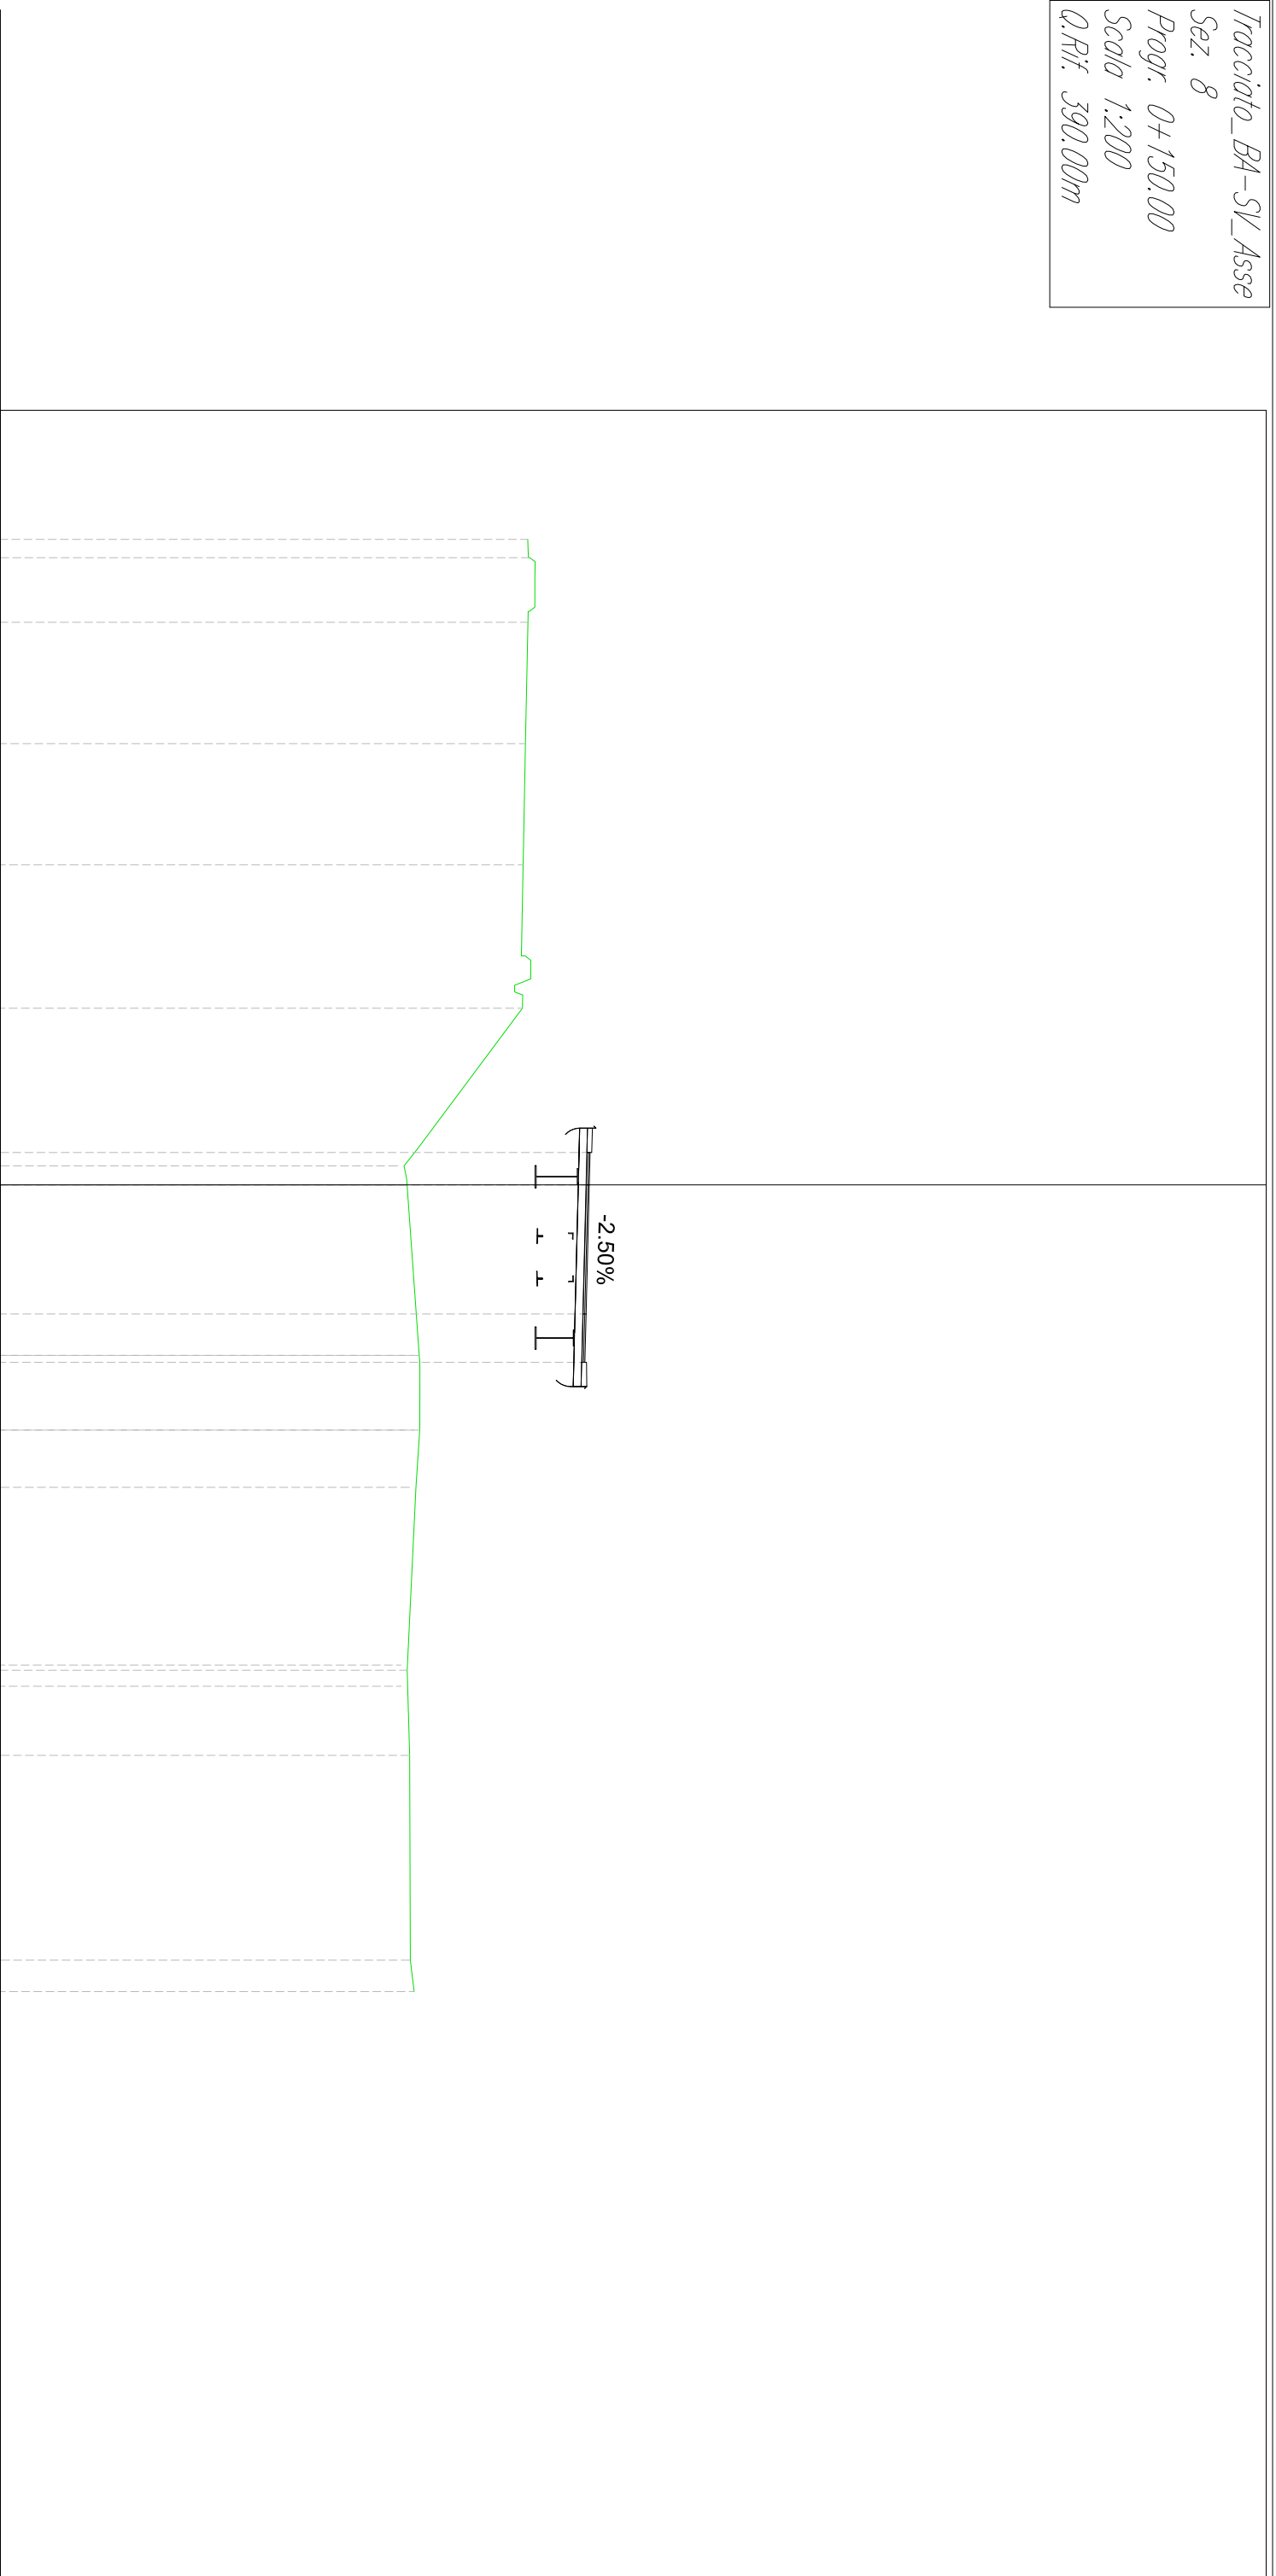 Tracciato_BA-SV_Asse
Sez. 8
Progr. 0+150.00
Scala 1:200
Q.Rif. 390.00m
-2.50%